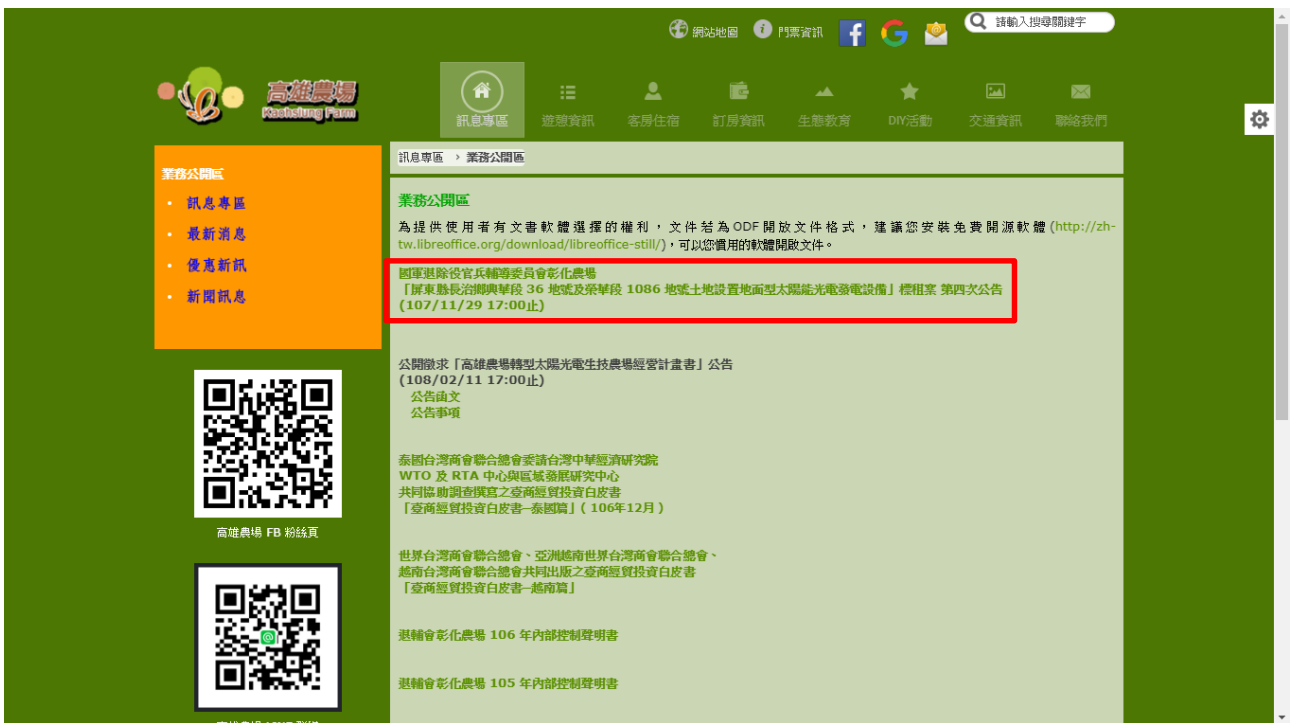 網站地圖 門票資訊 請輸入搜尋關鍵字
高雄農場
Kaohsiung Farm
訊息專區 遊憩資訊 客房住宿 訂房資訊 生態教育 DIY活動 交通資訊 聯絡我們
業務公開區
• 訊息專區
• 最新消息
• 優惠新訊
• 新聞訊息
高雄農場 FB 粉絲頁
訊息專區 › 業務公開區
業務公開區
為提供使用者有文書軟體選擇的權利，文件若為ODF開放文件格式，建議您安裝免費開源軟體(http://zh-
tw.libreoffice.org/download/libreoffice-still/)，可以您慣用的軟體開啟文件。
國軍退除役官兵輔導委員會彰化農場
「屏東縣長治鄉興華段 36 地號及榮華段 1086 地號土地設置地面型太陽能光電發電設備」標租案 第四次公告
(107/11/29 17:00止)
公開徵求「高雄農場轉型太陽光電生技農場經營計畫書」公告
(108/02/11 17:00止)
公告函文
公告事項
泰國台灣商會聯合總會委請台灣中華經濟研究院
WTO 及 RTA 中心與區域發展研究中心
共同協助調查撰寫之臺商經貿投資白皮書
「臺商經貿投資白皮書─泰國篇」( 106年12月 )
世界台灣商會聯合總會、亞洲越南世界台灣商會聯合總會、
越南台灣商會聯合總會共同出版之臺商經貿投資白皮書
「臺商經貿投資白皮書─越南篇」
退輔會彰化農場 106 年內部控制聲明書
退輔會彰化農場 105 年內部控制聲明書